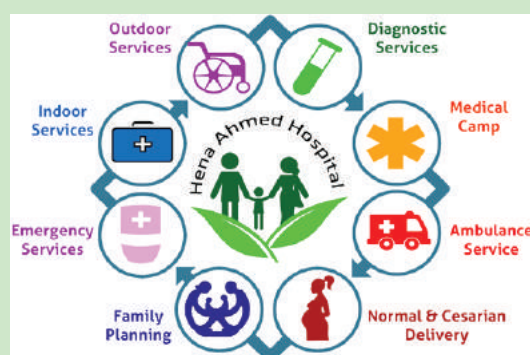 Outdoor
Services
Diagnostic
Services
Indoor
Services
Medical
Camp
Hena Ahmed Hospital
Emergency
Services
Ambulance
Service
Family
Planning
Normal & Cesarian
Delivery